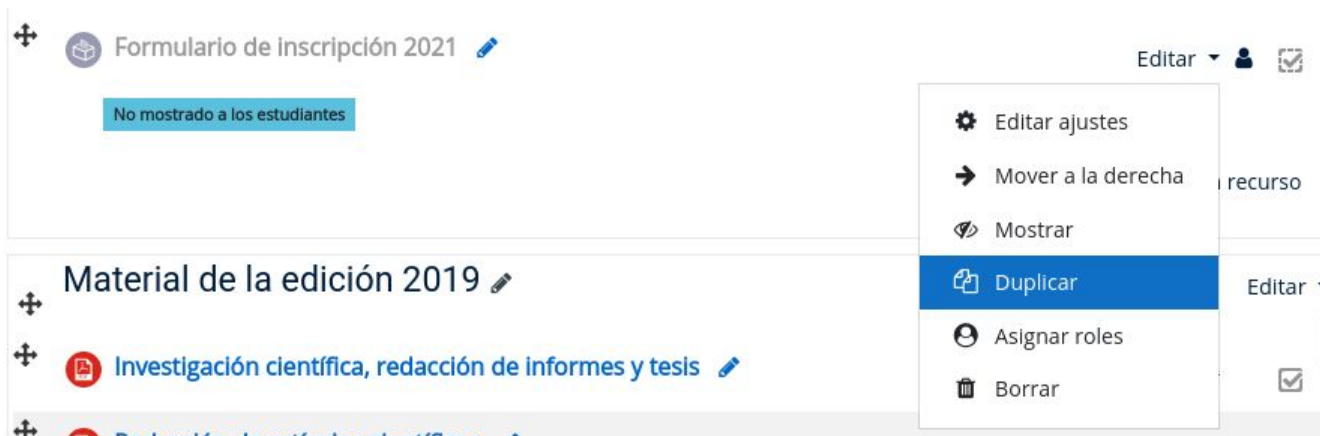 Formulario de inscripción 2021
Editar
No mostrado a los estudiantes
Editar ajustes
Mover a la derecha
recurso
Mostrar
Material de la edición 2019
Duplicar
Editar
Asignar roles
Investigación científica, redacción de informes y tesis
Borrar